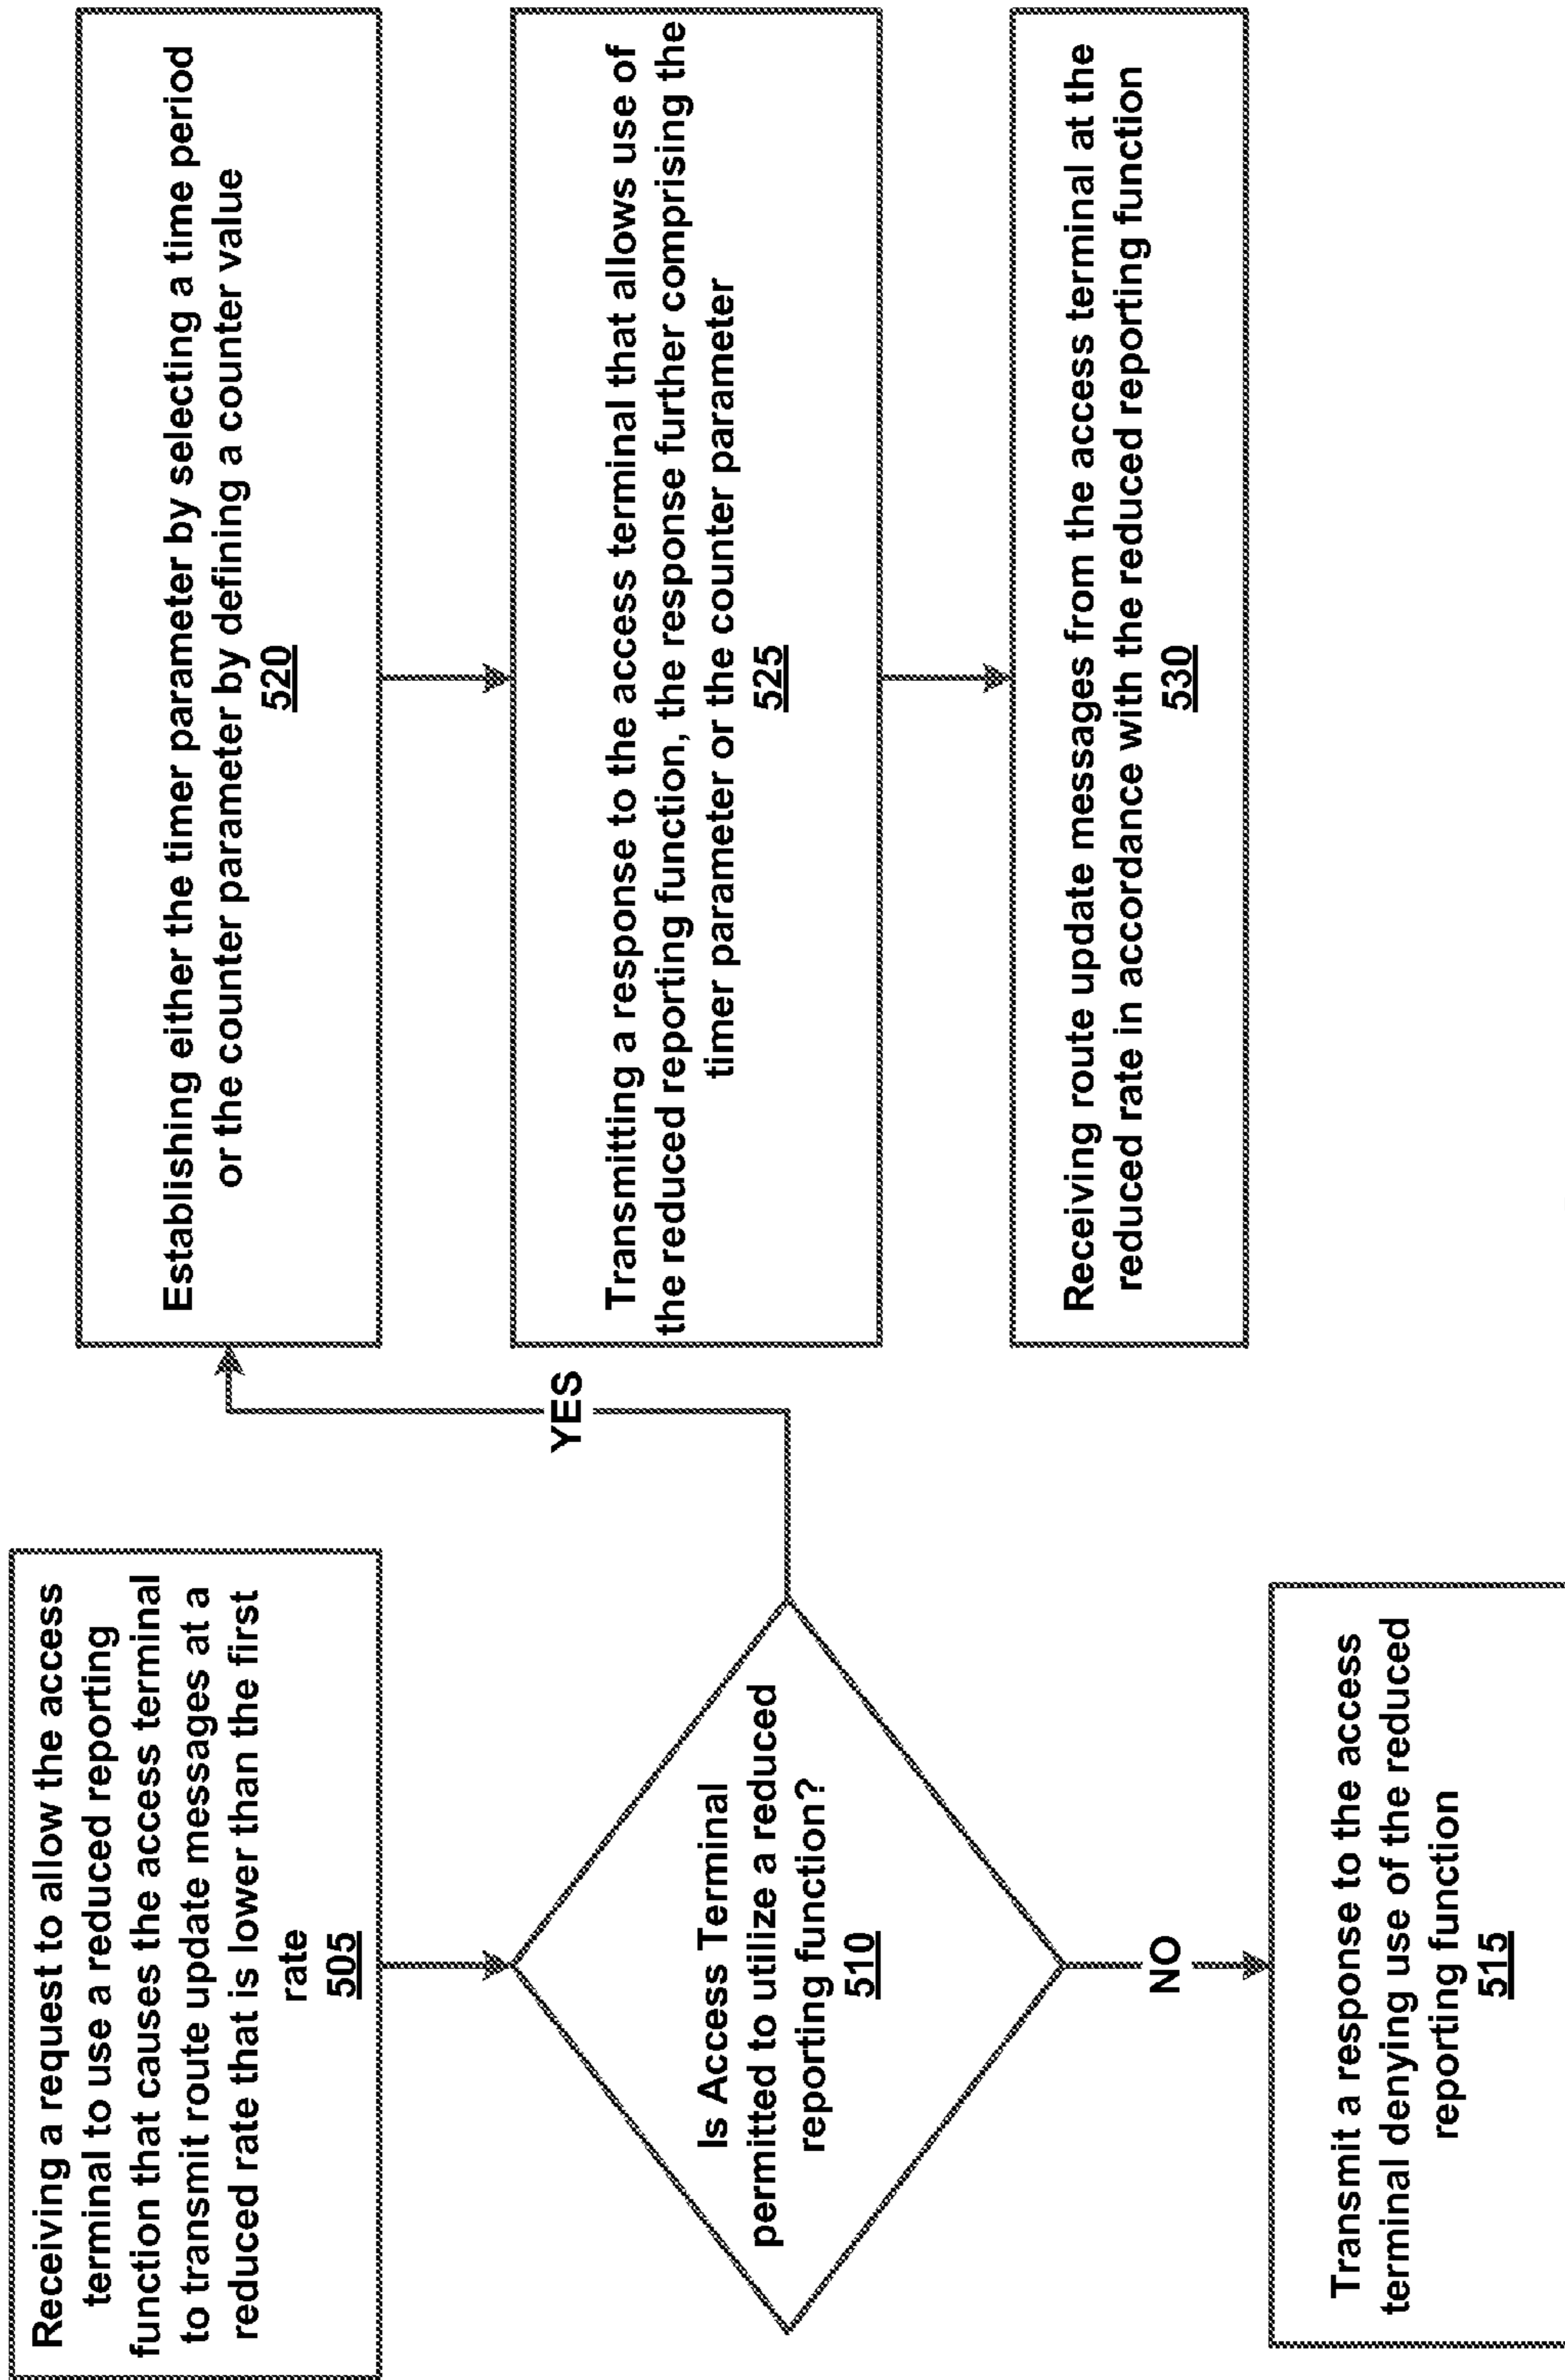 Receiving a request to allow the access
terminal to use a reduced reporting
function that causes the access terminal
to transmit route update messages at a
reduced rate that is lower than the first
rate
505
Is Access Terminal
permitted to utilize a reduced
reporting function?
510
NO
Transmit a response to the access
terminal denying use of the reduced
reporting function
515
YES
Establishing either the timer parameter by selecting a time period
or the counter parameter by defining a counter value
520
Transmitting a response to the access terminal that allows use of
the reduced reporting function, the response further comprising the
timer parameter or the counter parameter
525
Receiving route update messages from the access terminal at the
reduced rate in accordance with the reduced reporting function
530